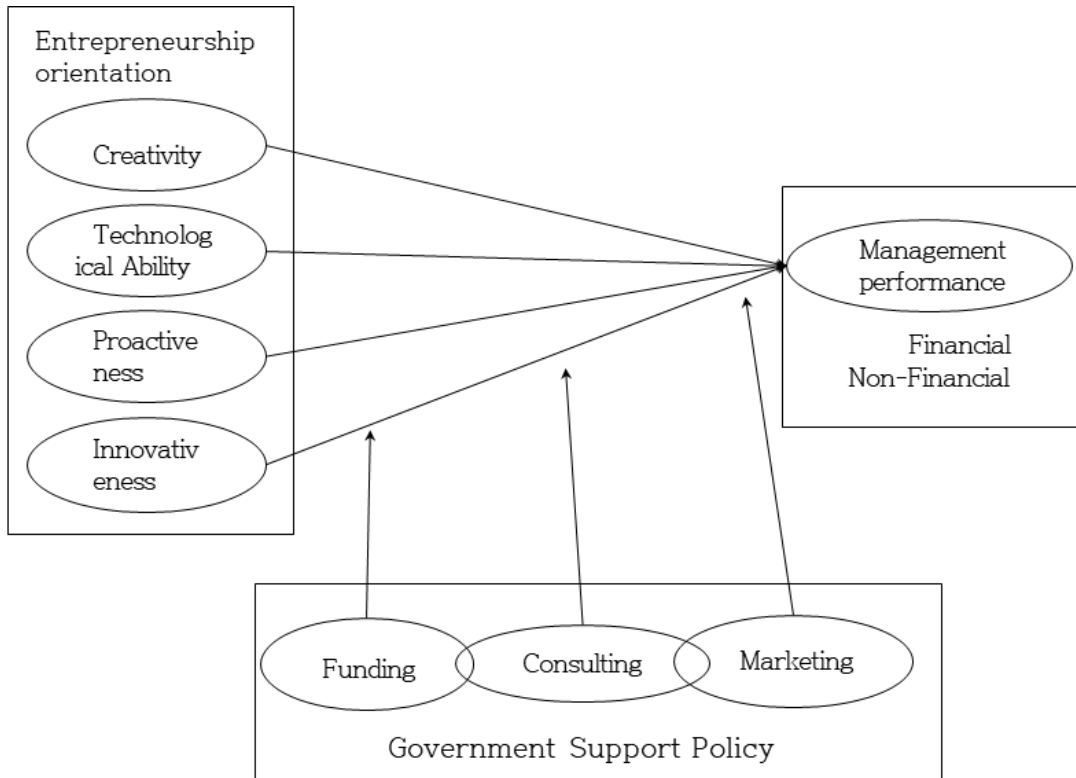 Entrepreneurship
orientation
Creativity
Technolog
ical Ability
Proactive
ness
Innovativ
eness
Management
performance
Financial
Non-Financial
Funding
Consulting
Marketing
Government Support Policy